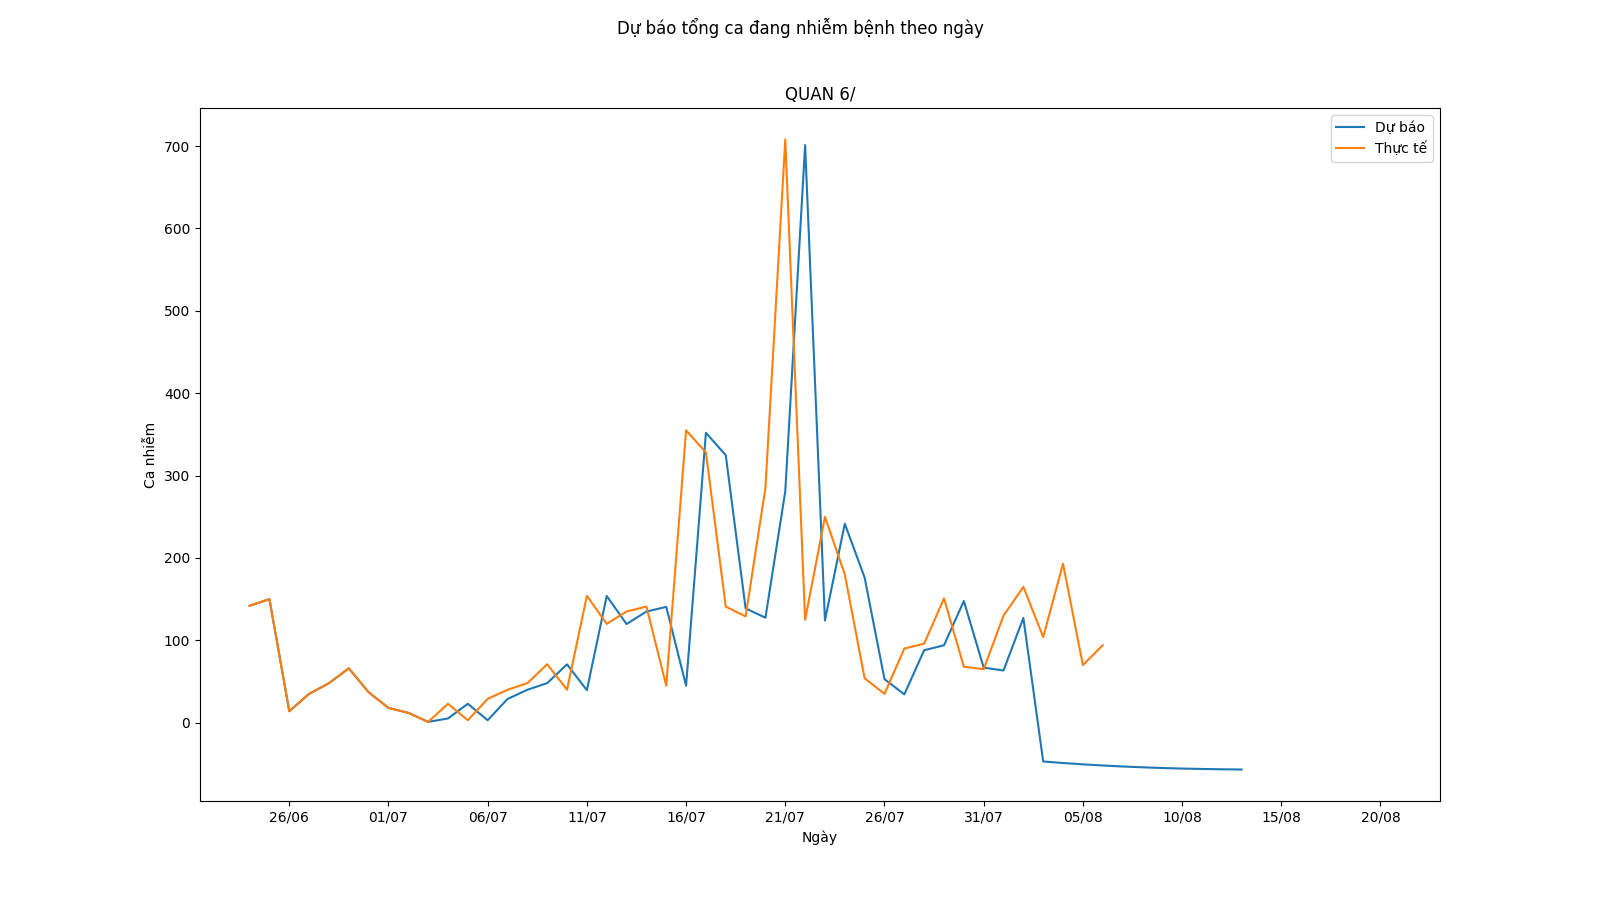 Dự báo tổng ca đang nhiễm bệnh theo ngày
QUAN 6/
Dự báo
Thực tế
700
600
500
400
300
200
100
0
Ca nhiễm
26/06 01/07 06/07 11/07 16/07 21/07 26/07 31/07 05/08 10/08 15/08 20/08
Ngày